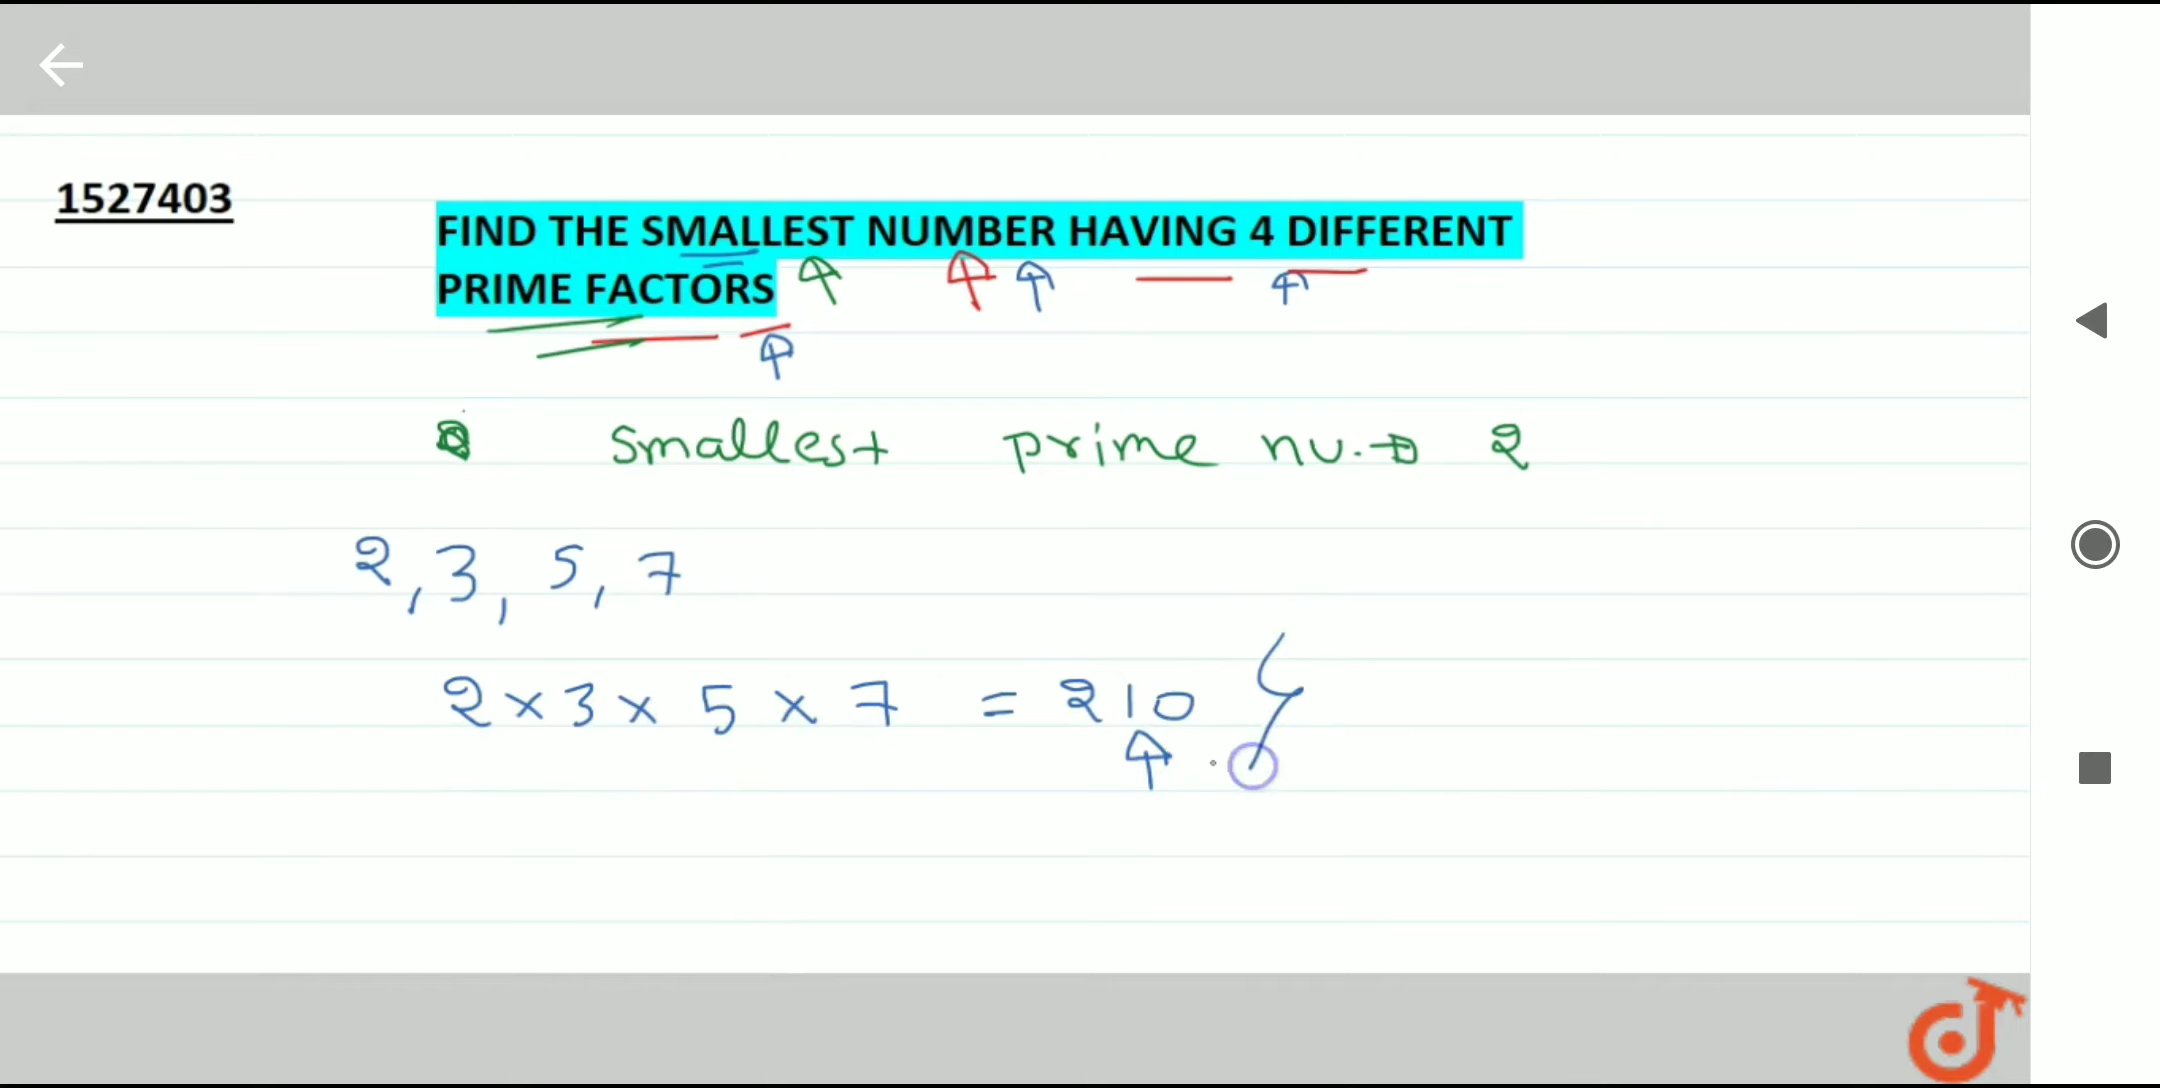 1527403
FIND THE SMALLEST NUMBER HAVING 4 DIFFERENT
PRIME FACTORS
smallest prime nu. → 2
2, 3, 5, 7
2 × 3 × 5 × 7 = 210